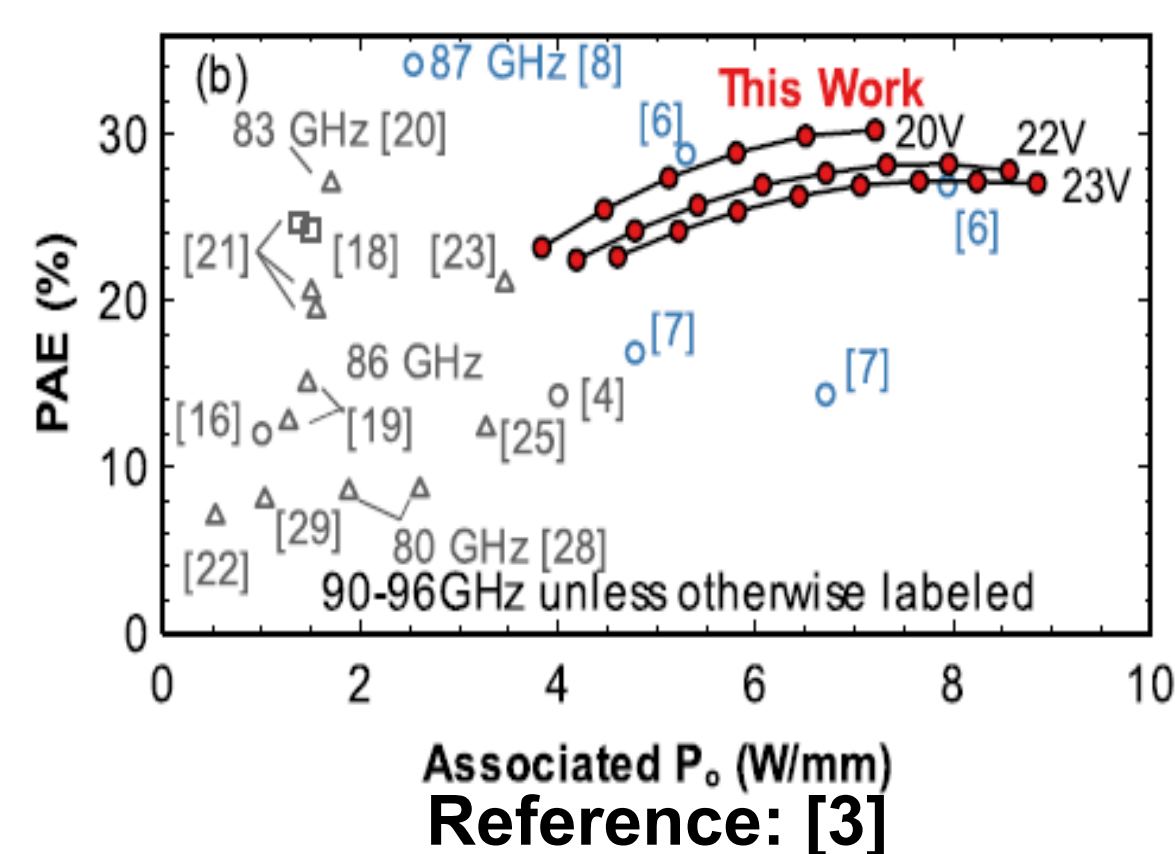 (b)
87 GHz [8]
This Work
83 GHz [20]
[6]
20V
22V
23V
[21]
[18]
[23]
[6]
[7]
[7]
86 GHz
[16]
[19]
[4]
[25]
[29]
[22]
80 GHz [28]
90-96GHz unless otherwise labeled
PAE (%)
30
20
10
0
0 2 4 6 8 10
Associated Pₒ (W/mm)
Reference: [3]